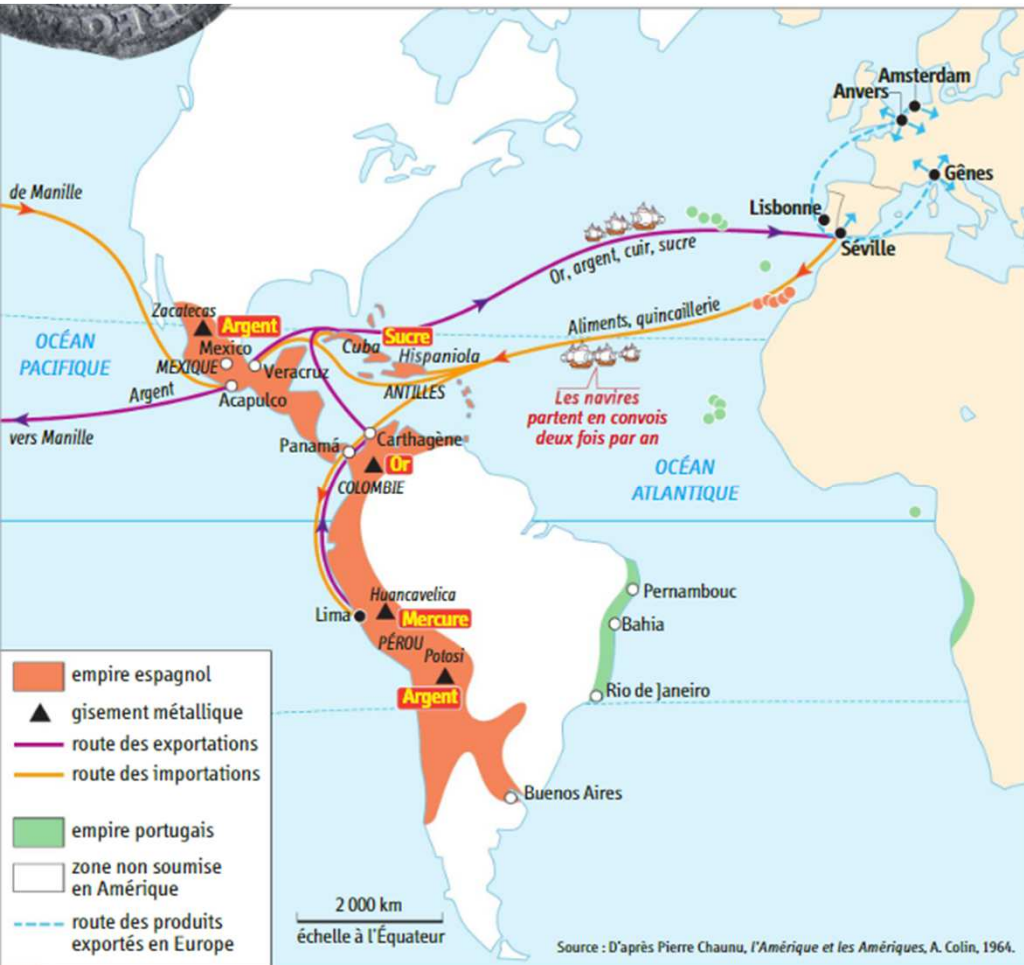 Amsterdam
Anvers
Gênes
de Manille
Lisbonne
Séville
Or, argent, cuir, sucre
Zacatecas
Argent
Sucre
Aliments, quincaillerie
OCÉAN
PACIFIQUE
Mexico
Cuba
Hispaniola
MEXIQUE
Veracruz
Argent
Acapulco
ANTILLES
Les navires
partent en convois
deux fois par an
vers Manille
Panamá
Carthagène
Or
COLOMBIE
OCÉAN
ATLANTIQUE
Huancavelica
Pernambouc
Lima
Mercure
Bahia
PÉROU
Potosi
Argent
Rio de Janeiro
Buenos Aires
empire espagnol
gisement métallique
route des exportations
route des importations
empire portugais
zone non soumise
en Amérique
route des produits
exportés en Europe
2 000 km
échelle à l'Équateur
Source : D'après Pierre Chaunu, l'Amérique et les Amériques, A. Colin, 1964.